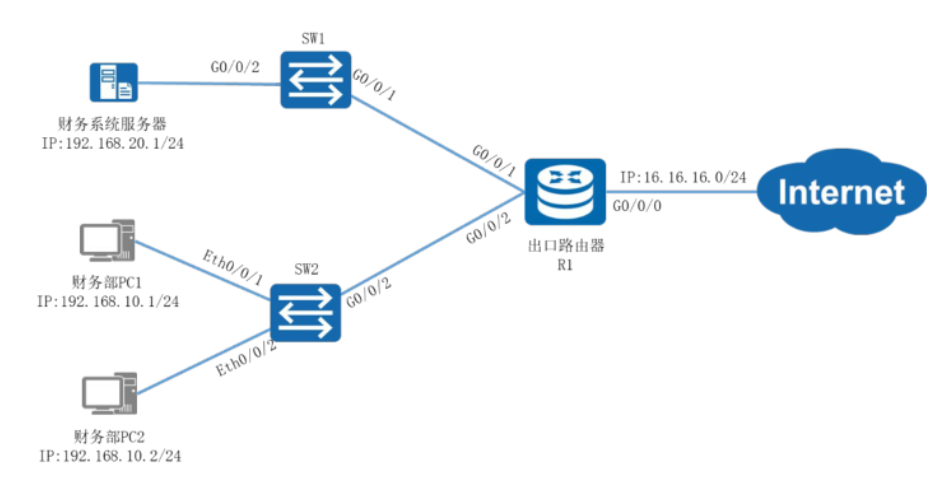 SW1
G0/0/2
G0/0/1
财务系统服务器
IP:192.168.20.1/24
G0/0/1
IP:16.16.16.0/24
Internet
G0/0/0
G0/0/2
出口路由器
R1
Eth0/0/1
财务部PC1
IP:192.168.10.1/24
SW2
G0/0/2
Eth0/0/2
财务部PC2
IP:192.168.10.2/24